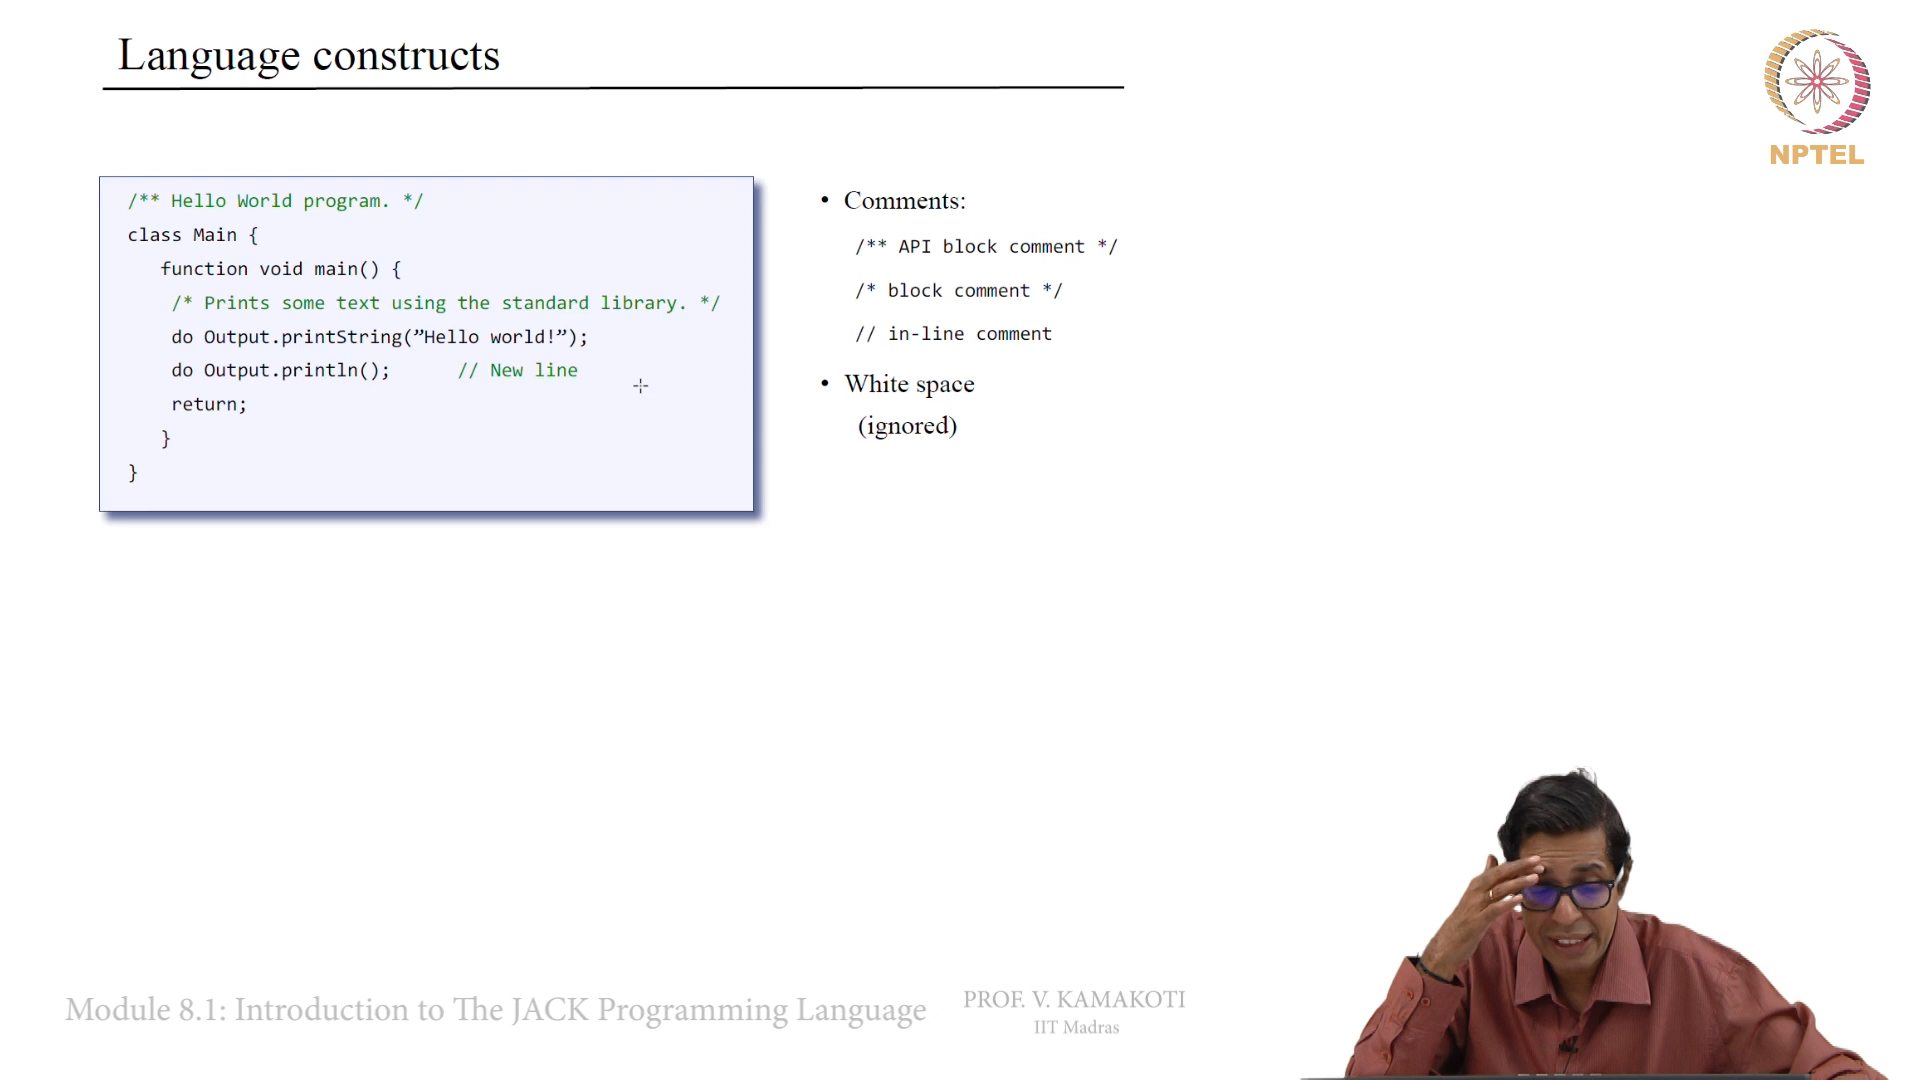 Language constructs
NPTEL
/** Hello World program. */
class Main {
function void main() {
/* Prints some text using the standard library. */
do Output.printString(”Hello world!”);
do Output.println(); // New line
return;
}
}
• Comments:
/** API block comment */
/* block comment */
// in-line comment
• White space
(ignored)
Module 8.1: Introduction to The JACK Programming Language
PROF. V. KAMAKOTI
IIT Madras